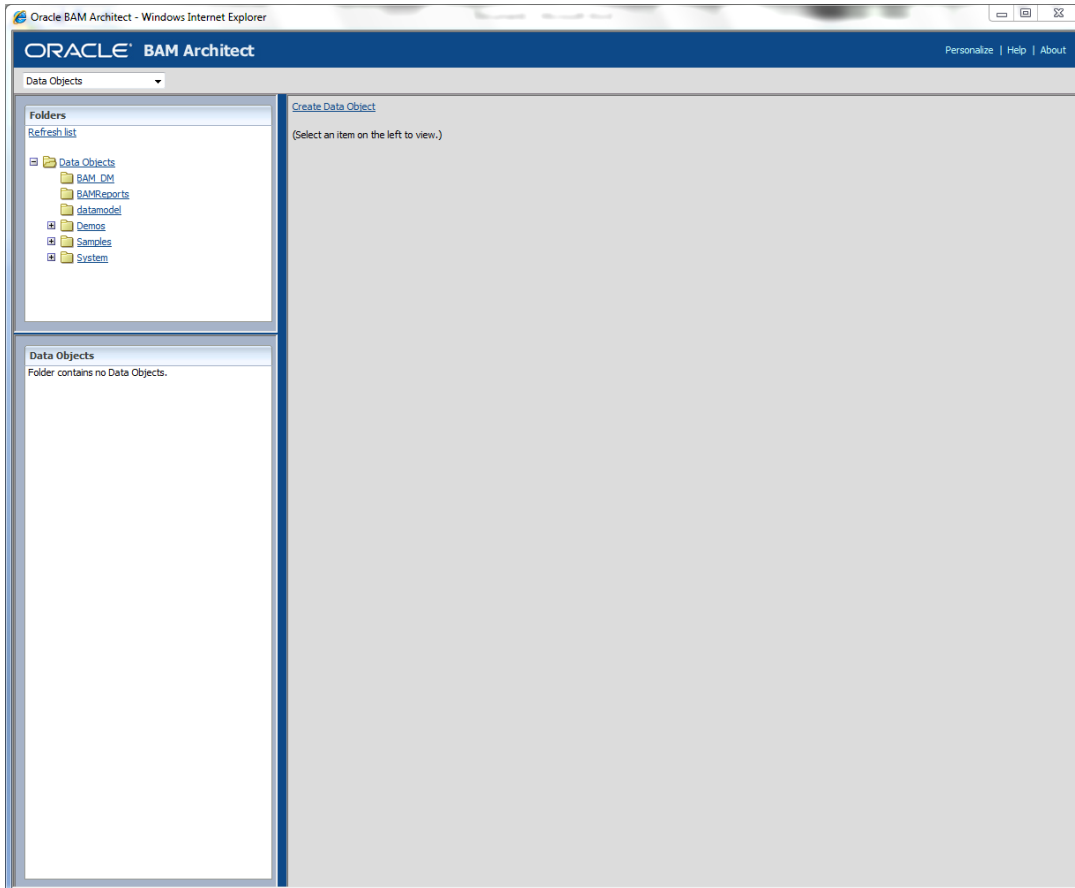 Oracle BAM Architect - Windows Internet Explorer
ORACLE BAM Architect
Personalize | Help | About
Data Objects
Folders
Refresh list
Data Objects
BAM_DM
BAMReports
datamodel
Demos
Samples
System
Data Objects
Folder contains no Data Objects.
Create Data Object
(Select an item on the left to view.)